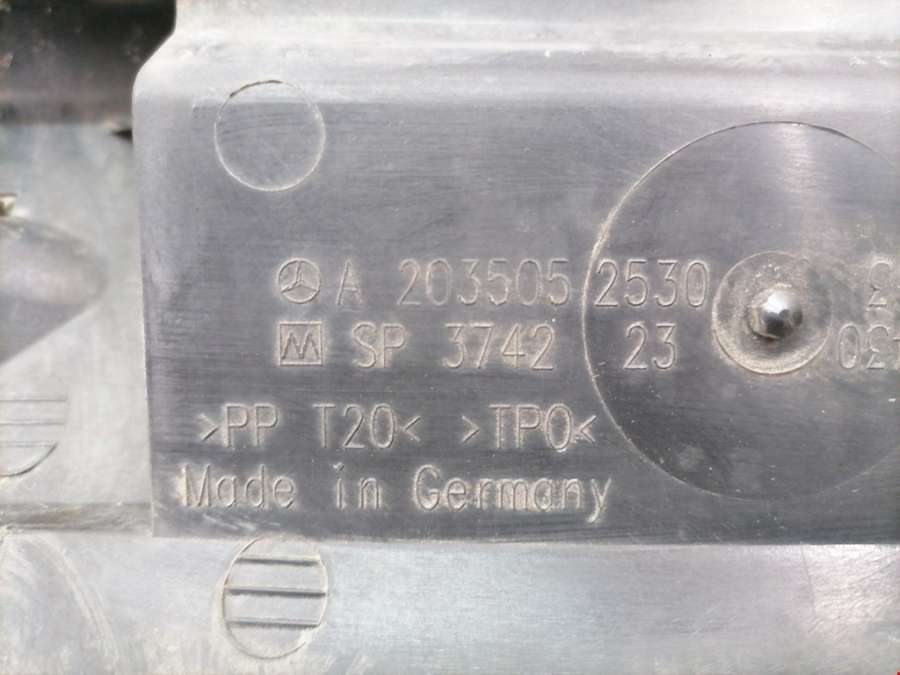 A 203505 2530
SP 3742 23
>PP T20< >TPO<
Made in Germany